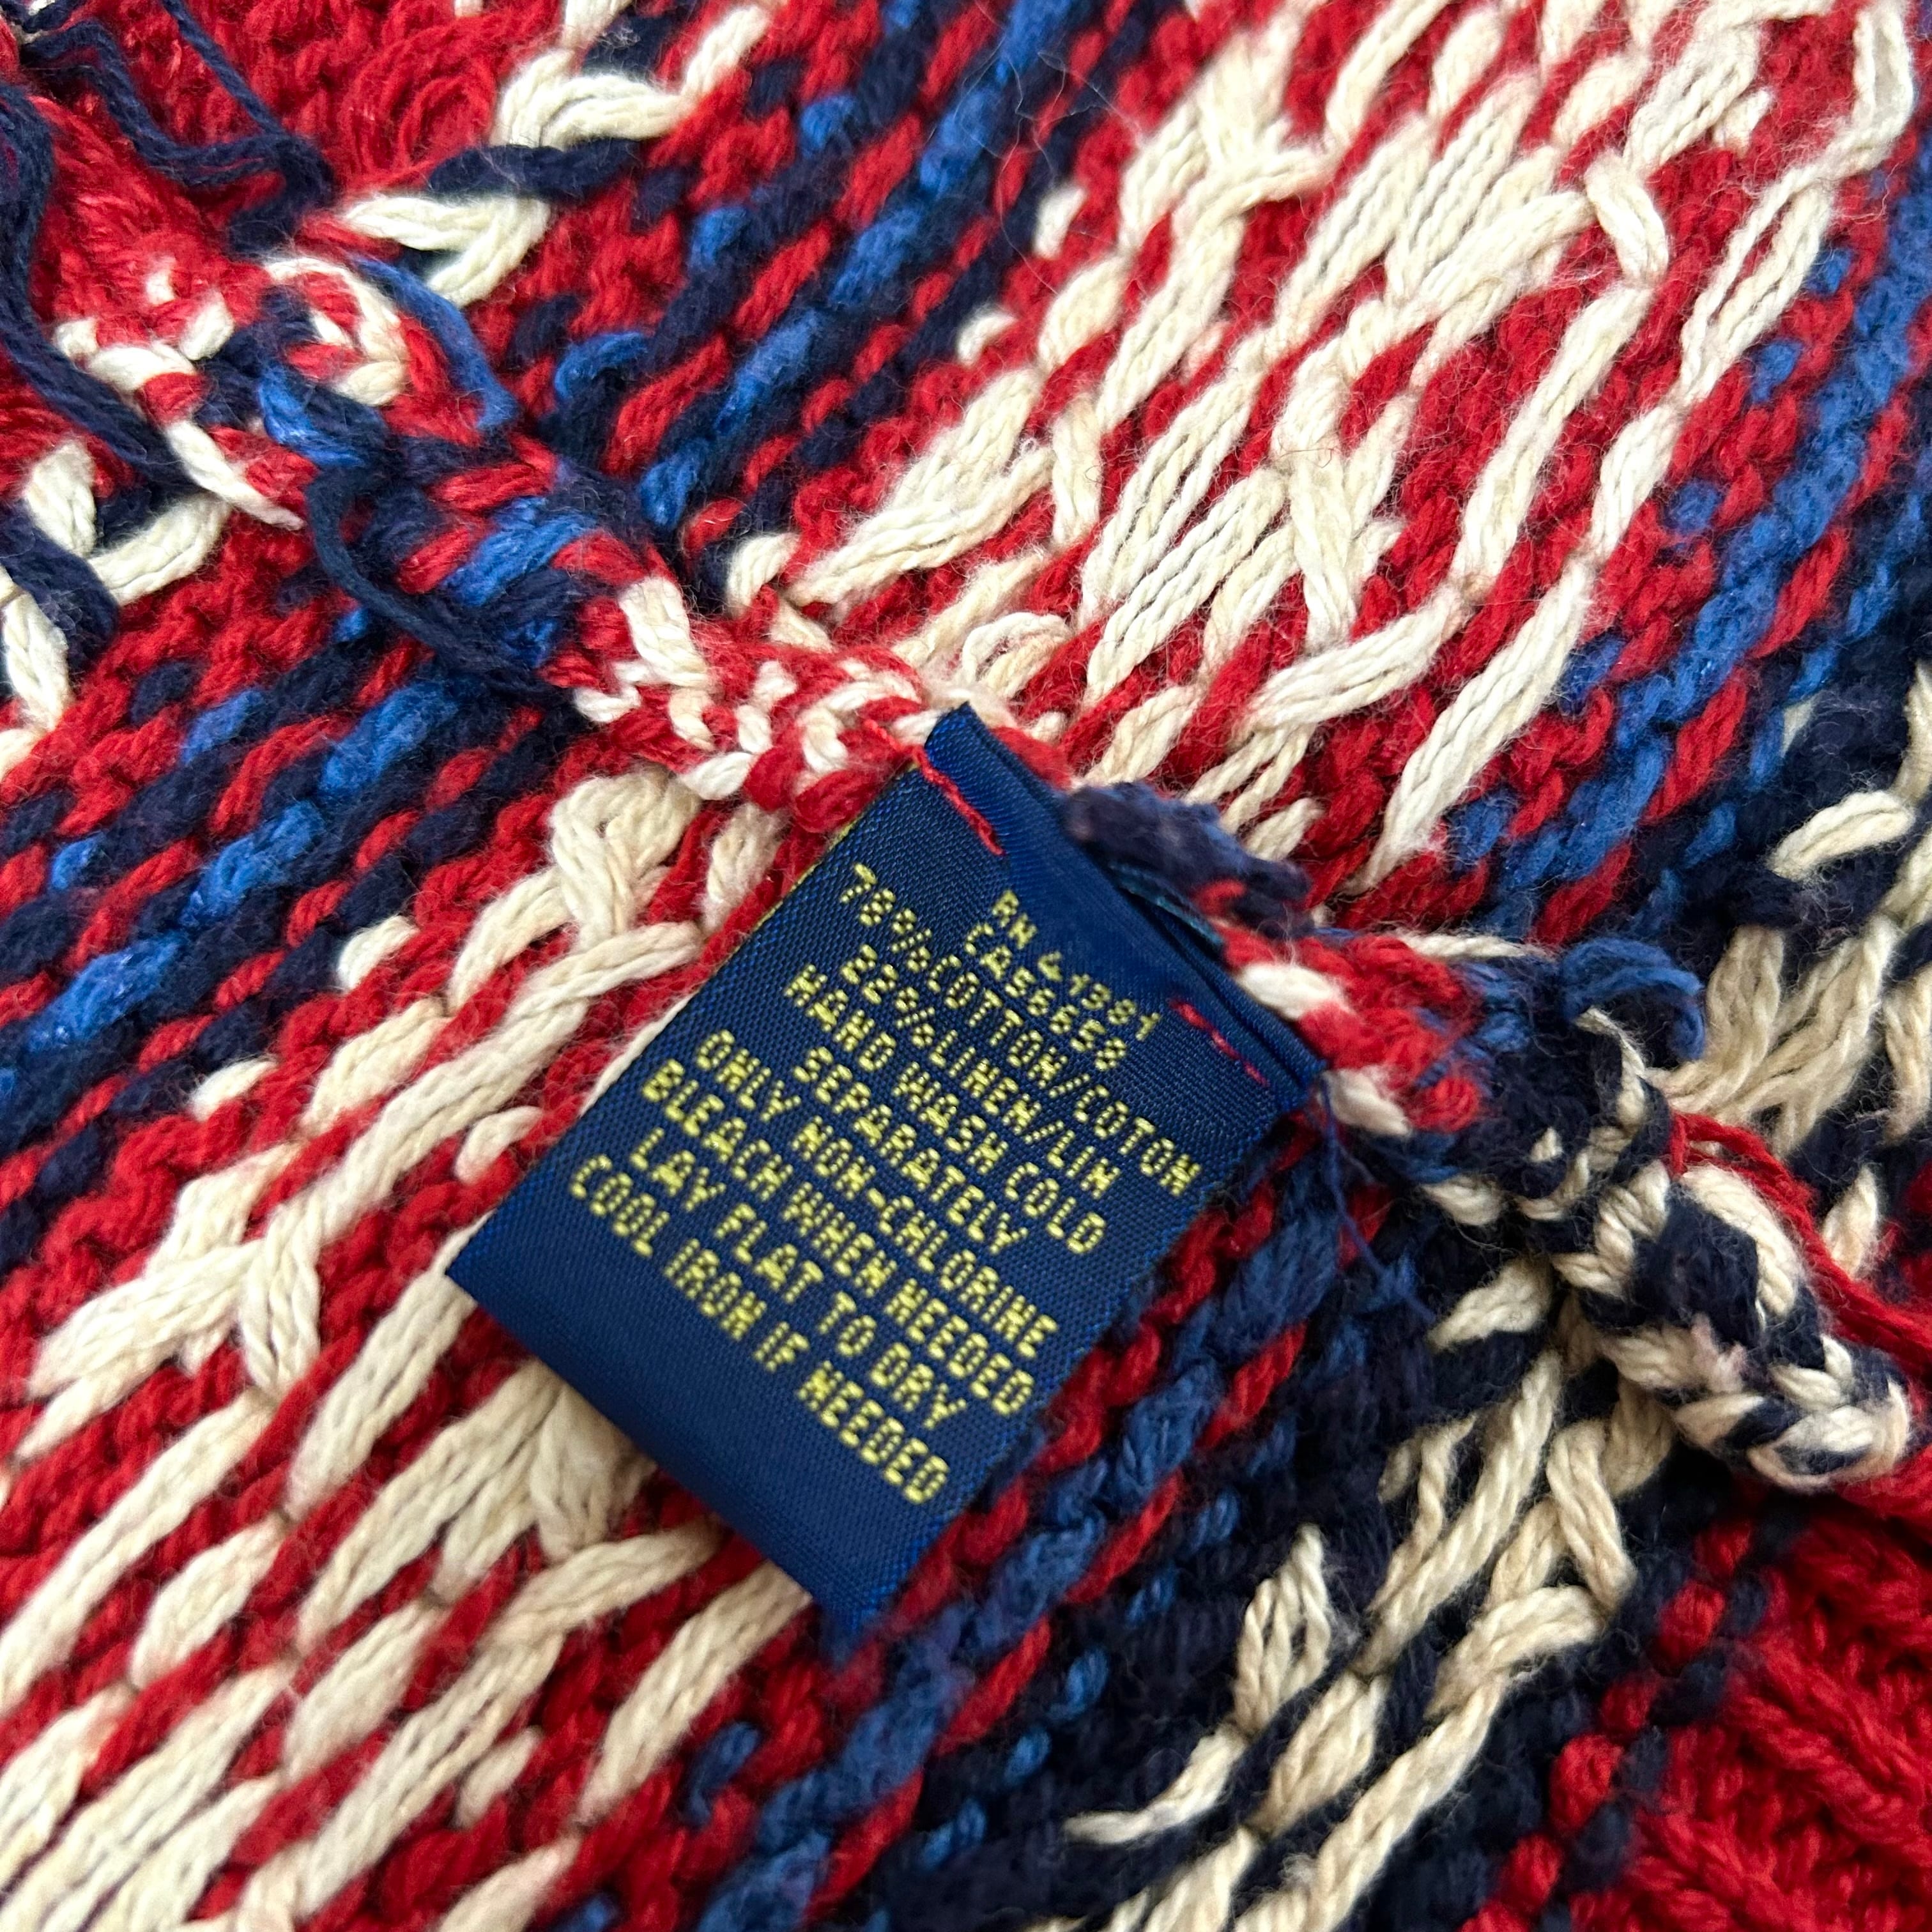 RN 41381
CA56658
78%COTTON/COTON
22%LINEN/LIN
HAND WASH COLD
SEPARATELY
ONLY NON-CHLORINE
BLEACH WHEN NEEDED
LAY FLAT TO DRY
COOL IRON IF NEEDED